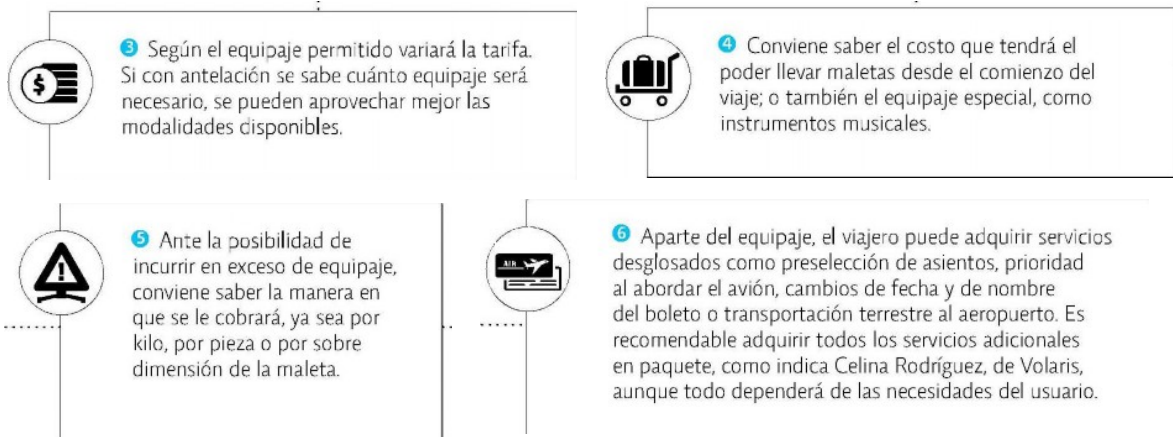 3 Según el equipaje permitido variará la tarifa.
Si con antelación se sabe cuánto equipaje será
necesario, se pueden aprovechar mejor las
modalidades disponibles.
4 Conviene saber el costo que tendrá el
poder llevar maletas desde el comienzo del
viaje; o también el equipaje especial, como
instrumentos musicales.
5 Ante la posibilidad de
incurrir en exceso de equipaje,
conviene saber la manera en
que se le cobrará, ya sea por
kilo, por pieza o por sobre
dimensión de la maleta.
AIR
6 Aparte del equipaje, el viajero puede adquirir servicios
desglosados como preselección de asientos, prioridad
al abordar el avión, cambios de fecha y de nombre
del boleto o transportación terrestre al aeropuerto. Es
recomendable adquirir todos los servicios adicionales
en paquete, como indica Celina Rodríguez, de Volaris,
aunque todo dependerá de las necesidades del usuario.